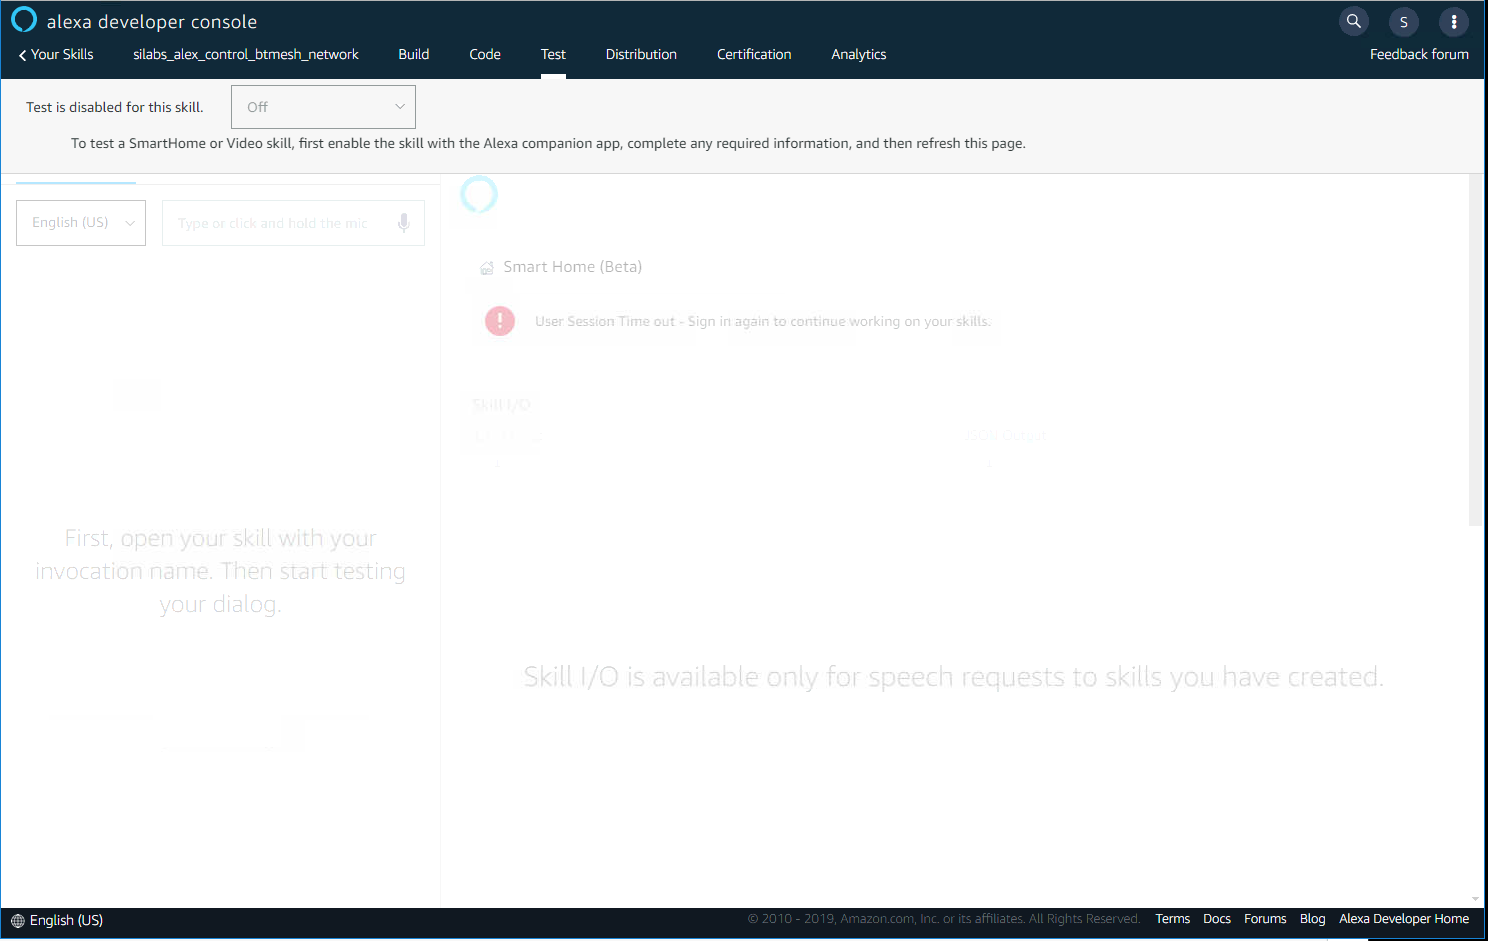 alexa developer console
S
Your Skills silabs_alex_control_btmesh_network Build Code Test Distribution Certification Analytics Feedback forum
Test is disabled for this skill. Off
To test a SmartHome or Video skill, first enable the skill with the Alexa companion app, complete any required information, and then refresh this page.
English (US) Type or click and hold the mic
Smart Home (Beta)
User Session Time out - Sign in again to continue working on your skills.
Skill I/O
JSON Output
First, open your skill with your
invocation name. Then start testing
your dialog.
Skill I/O is available only for speech requests to skills you have created.
English (US) © 2010 - 2019, Amazon.com, Inc. or its affiliates. All Rights Reserved. Terms Docs Forums Blog Alexa Developer Home